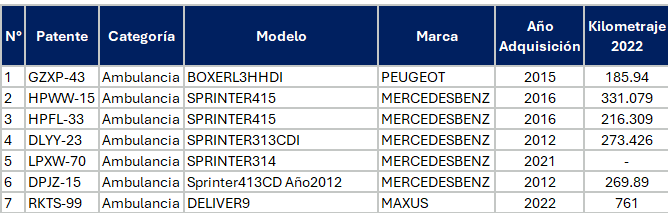 N° Patente Categoría Modelo Marca Año Adquisición Kilometraje 2022
1 GZXP-43 Ambulancia BOXERL3HHDI PEUGEOT 2015 185.94
2 HPWW-15 Ambulancia SPRINTER415 MERCEDESBENZ 2016 331.079
3 HPFL-33 Ambulancia SPRINTER415 MERCEDESBENZ 2016 216.309
4 DLYY-23 Ambulancia SPRINTER313CDI MERCEDESBENZ 2012 273.426
5 LPXW-70 Ambulancia SPRINTER314 MERCEDESBENZ 2021 -
6 DPJZ-15 Ambulancia Sprinter413CD Año2012 MERCEDESBENZ 2012 269.89
7 RKTS-99 Ambulancia DELIVER9 MAXUS 2022 761